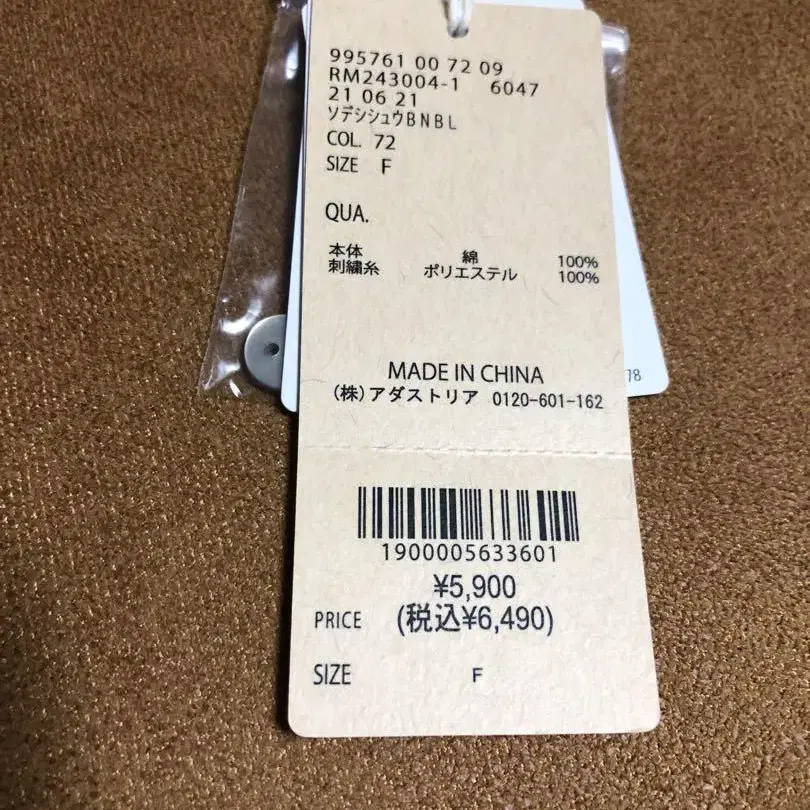 995761 00 72 09
RM243004-1 6047
21 06 21
ソデシシュウBNBL
COL. 72
SIZE F
QUA.
本体 綿 100%
刺繍糸 ポリエステル 100%
MADE IN CHINA
(株)アダストリア 0120-601-162
78
1900005633601
¥5,900
PRICE (税込¥6,490)
SIZE F